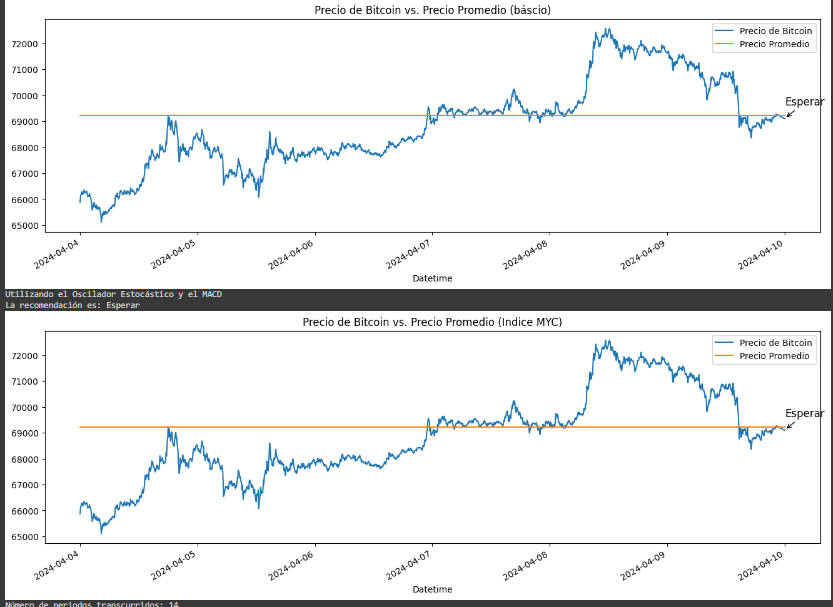 Precio de Bitcoin vs. Precio Promedio (báscio)
Precio de Bitcoin
Precio Promedio
72000
71000
70000
69000
68000
67000
66000
65000
Esperar
2024-04-04
2024-04-05
2024-04-06
2024-04-07
2024-04-08
2024-04-09
2024-04-10
Datetime
Utilizando el Oscilador Estocástico y el MACD
La recomendación es: Esperar
Precio de Bitcoin vs. Precio Promedio (Indice MYC)
Precio de Bitcoin
Precio Promedio
72000
71000
70000
69000
68000
67000
66000
65000
Esperar
2024-04-04
2024-04-05
2024-04-06
2024-04-07
2024-04-08
2024-04-09
2024-04-10
Datetime
Número de periodos transcurridos: 14